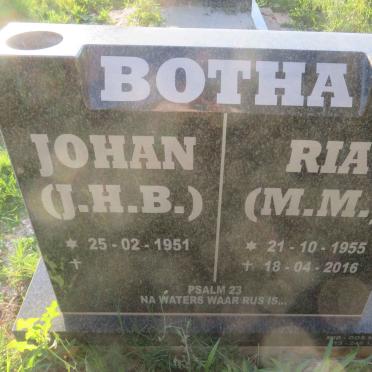 BOTHA
JOHAN
(J.H.B.)
✡ 25 - 02 - 1951
✝
RIA
(M.M.
✡ 21 - 10 - 1955
✝ 18 - 04 - 2016
PSALM 23
NA WATERS WAAR RUS IS...